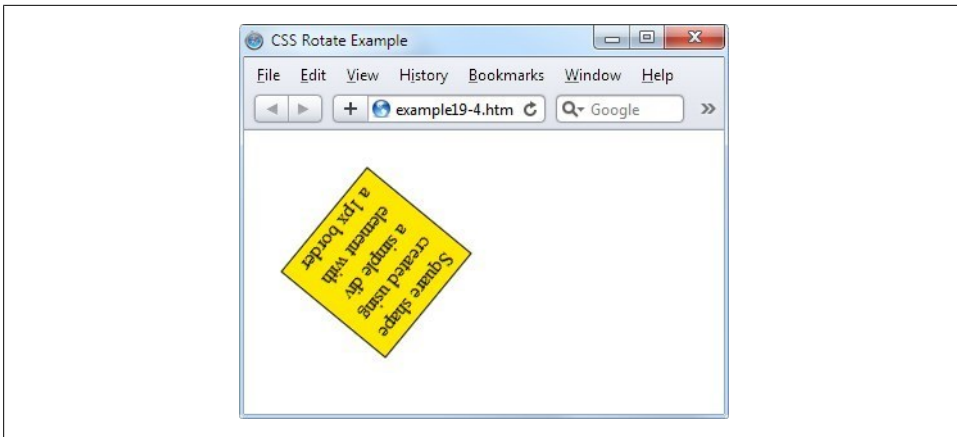 CSS Rotate Example
File Edit View History Bookmarks Window Help
example19-4.htm Google
Square shape
created using
a simple div
element with
a 1px border